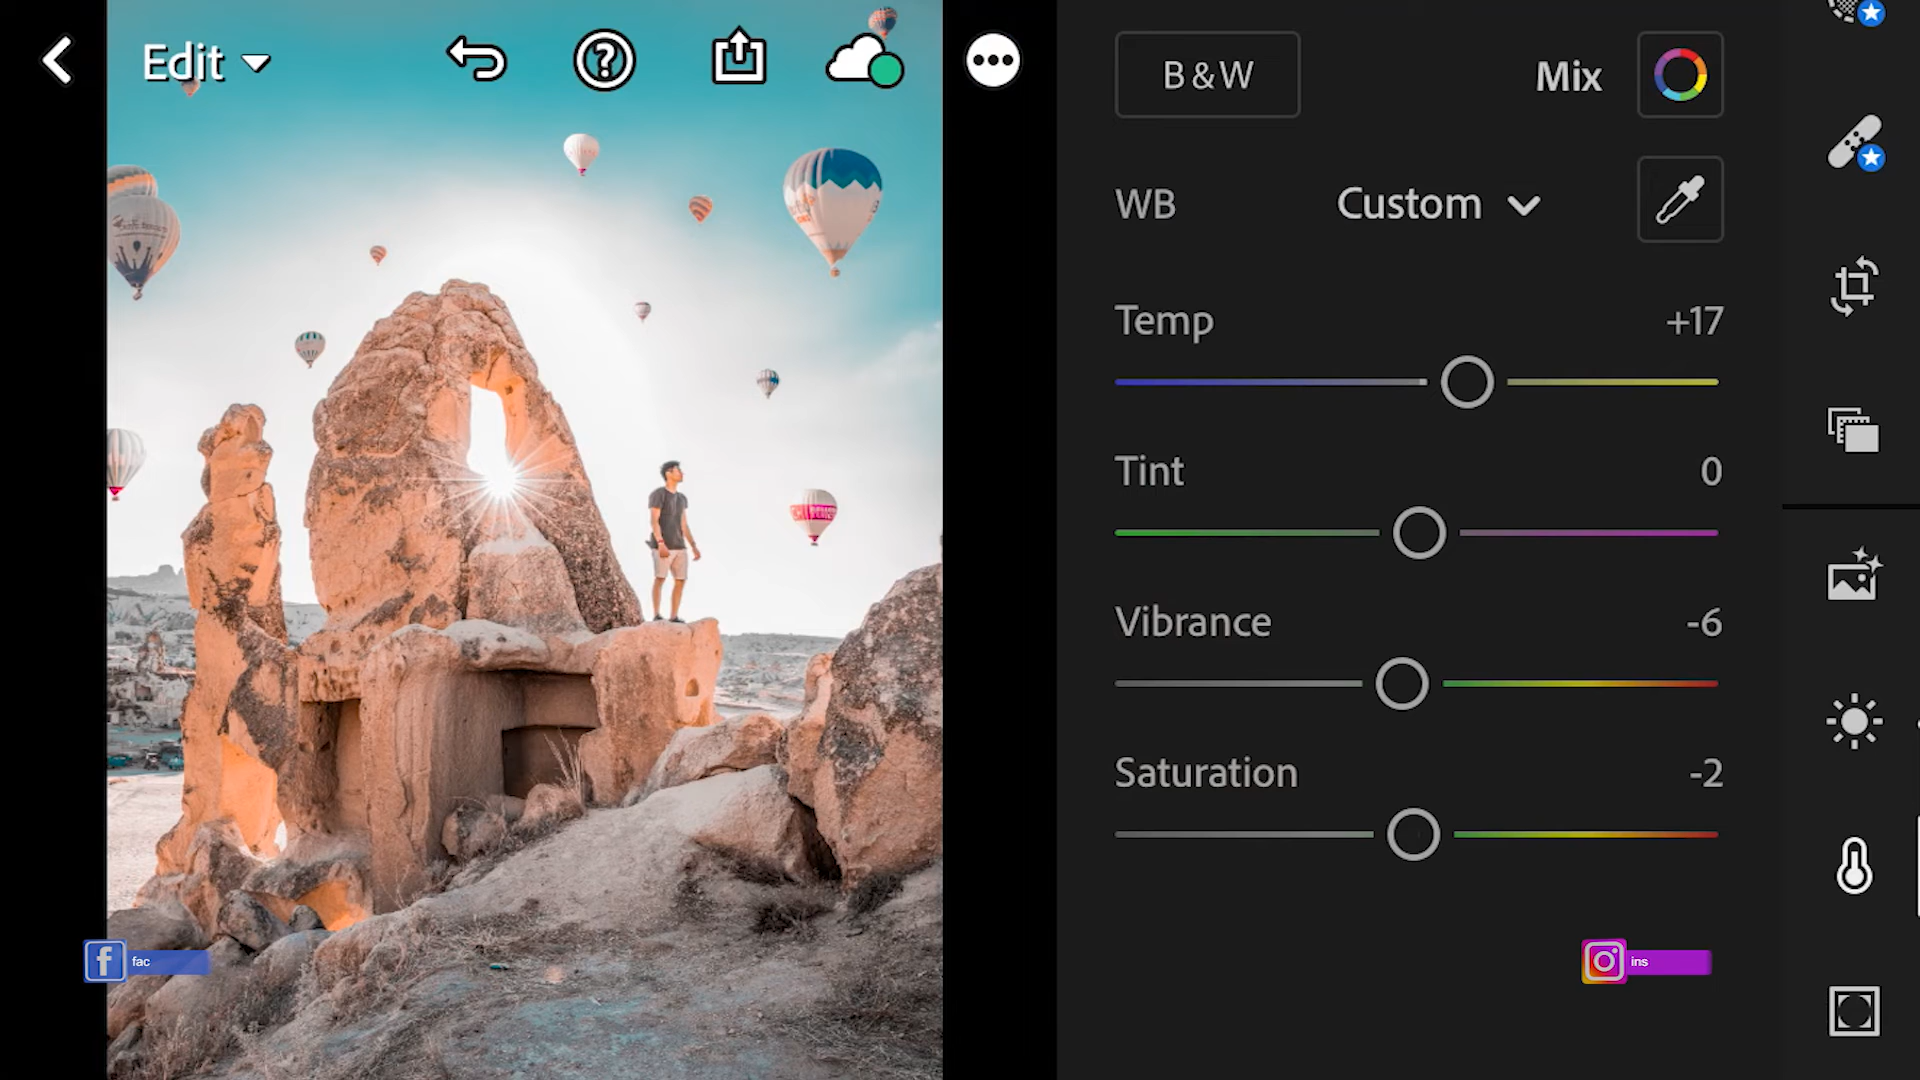 Edit
B & W
Mix
WB
Custom
Temp
+17
Tint
0
Vibrance
-6
Saturation
-2
fac
ins